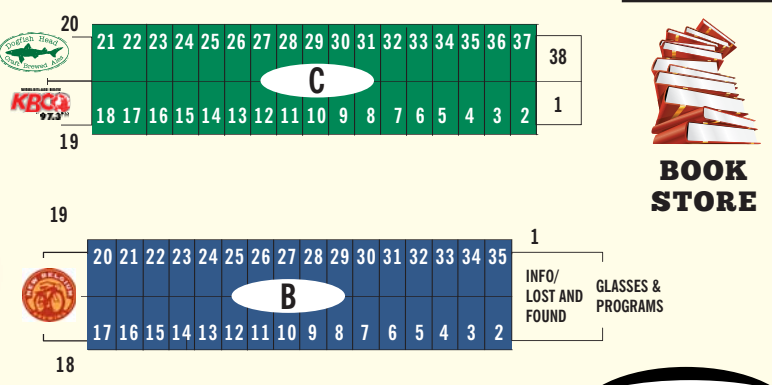 20
21 22 23 24 25 26 27 28 29 30 31 32 33 34 35 36 37
38
Dogfish Head
Craft Brewed Ales
C
KBCO
97.3
1
18 17 16 15 14 13 12 11 10 9 8 7 6 5 4 3 2
19
BOOK
STORE
19
1
20 21 22 23 24 25 26 27 28 29 30 31 32 33 34 35
INFO/
LOST AND
FOUND
GLASSES &
PROGRAMS
NEW BELGIUM
BREWING
B
17 16 15 14 13 12 11 10 9 8 7 6 5 4 3 2
18